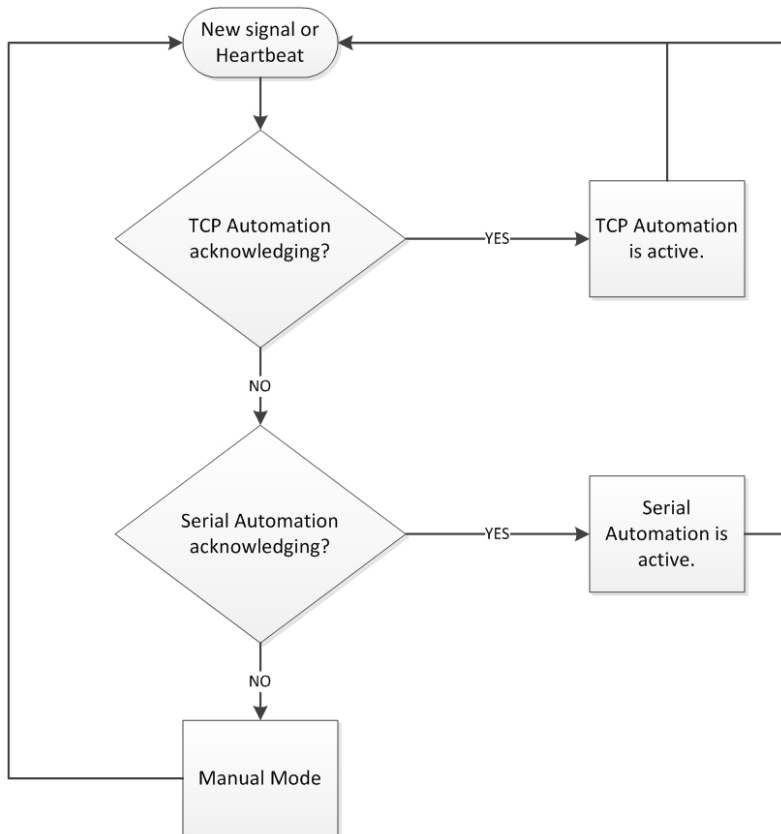 New signal or
Heartbeat
TCP Automation
acknowledging?
YES
TCP Automation
is active.
NO
Serial Automation
acknowledging?
YES
Serial
Automation is
active.
NO
Manual Mode